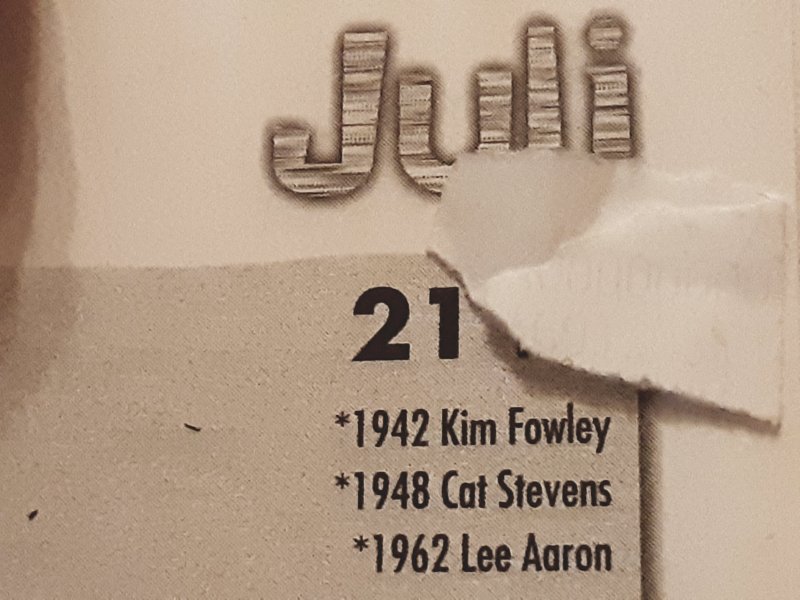 Juli
21
*1942 Kim Fowley
*1948 Cat Stevens
*1962 Lee Aaron